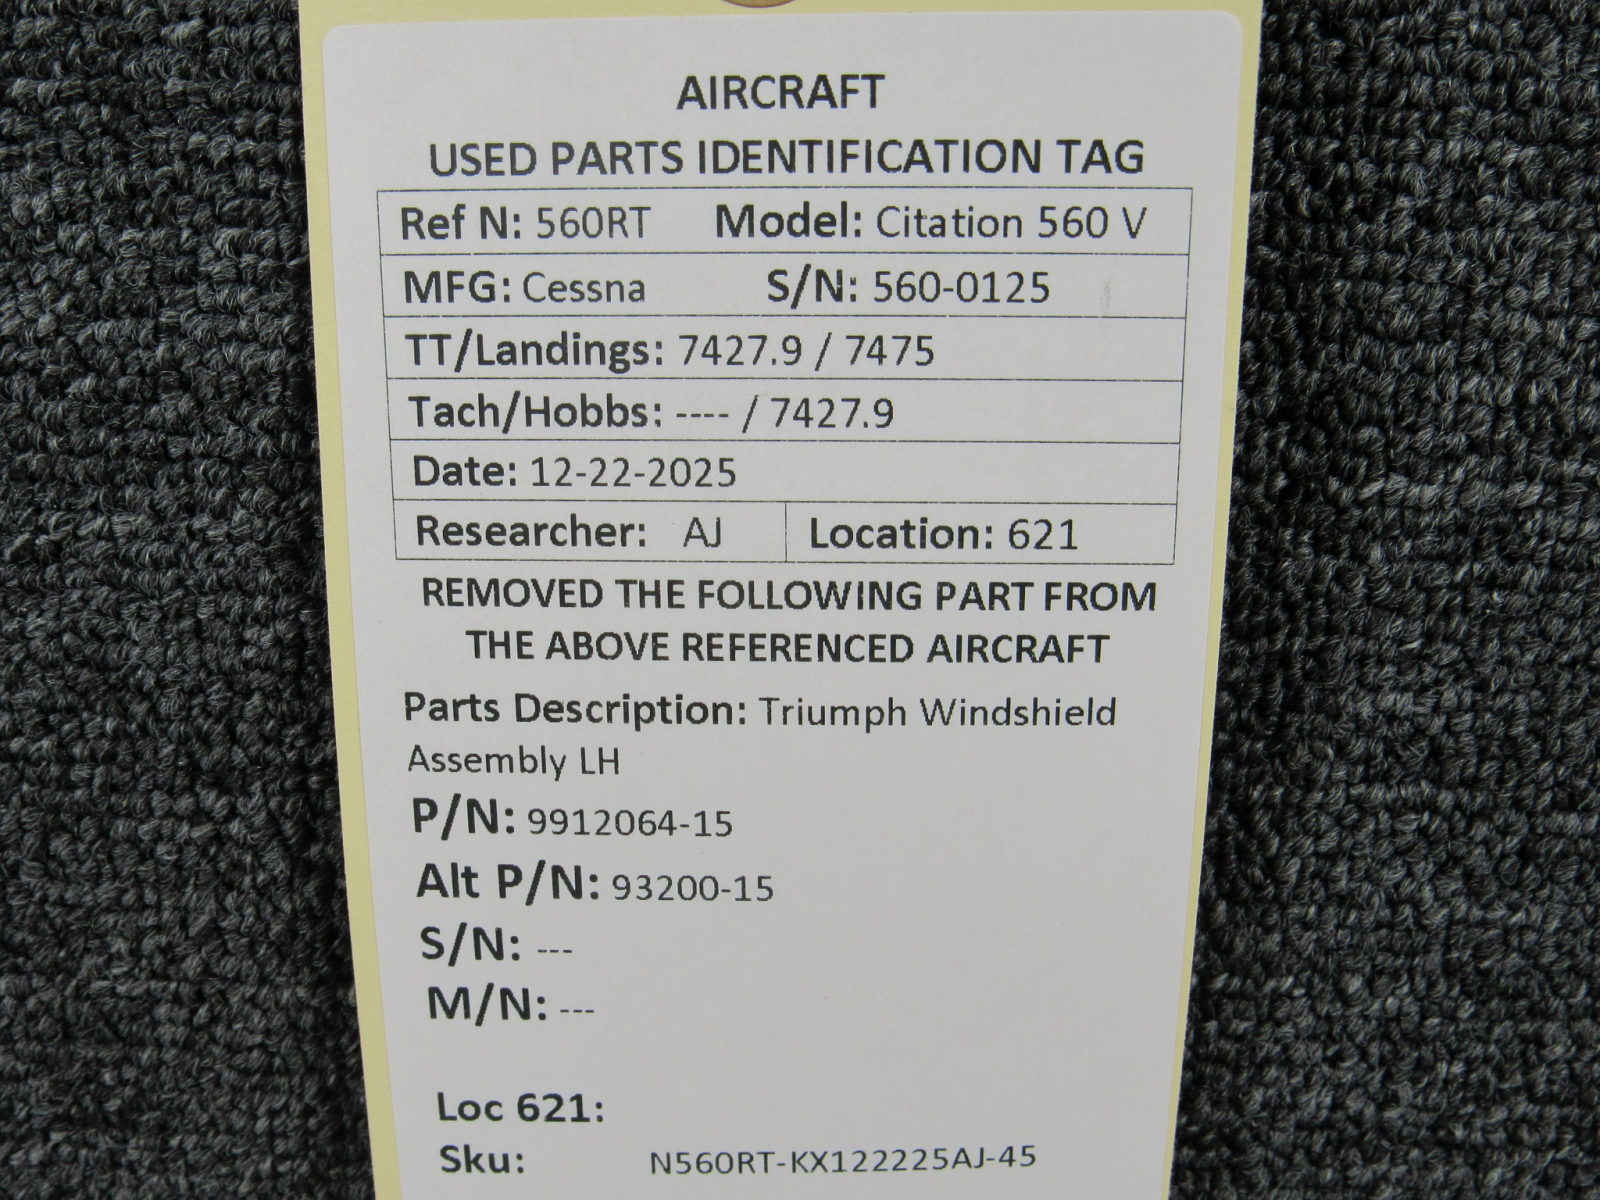 AIRCRAFT
USED PARTS IDENTIFICATION TAG
Ref N: 560RT Model: Citation 560 V
MFG: Cessna S/N: 560-0125
TT/Landings: 7427.9 / 7475
Tach/Hobbs: ---- / 7427.9
Date: 12-22-2025
Researcher: AJ Location: 621
REMOVED THE FOLLOWING PART FROM
THE ABOVE REFERENCED AIRCRAFT
Parts Description: Triumph Windshield
Assembly LH
P/N: 9912064-15
Alt P/N: 93200-15
S/N: ---
M/N: ---
Loc 621:
Sku: N560RT-KX122225AJ-45